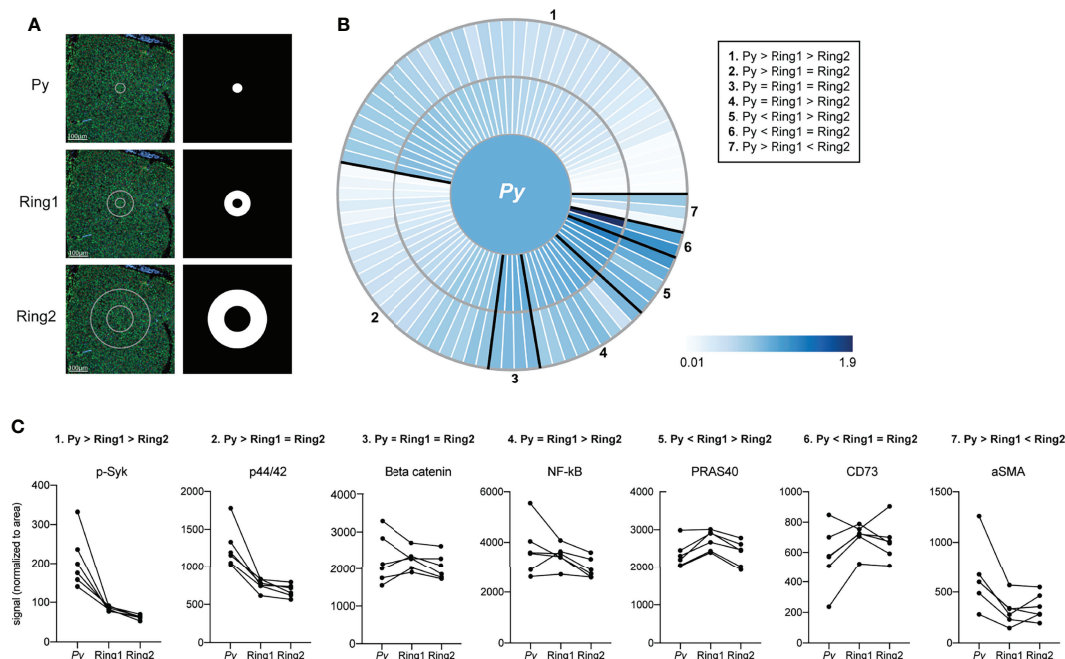 A
Py
100µm
Ring1
100µm
Ring2
100µm
B
1
Py
7
6
5
4
3
2
1. Py > Ring1 > Ring2
2. Py > Ring1 = Ring2
3. Py = Ring1 = Ring2
4. Py = Ring1 > Ring2
5. Py < Ring1 > Ring2
6. Py < Ring1 = Ring2
7. Py > Ring1 < Ring2
0.01 1.9
C
1. Py > Ring1 > Ring2
p-Syk
signal (normalized to area)
400
300
200
100
0
Py Ring1 Ring2
2. Py > Ring1 = Ring2
p44/42
2000
1500
1000
500
0
Py Ring1 Ring2
3. Py = Ring1 = Ring2
Beta catenin
4000
3000
2000
1000
0
Py Ring1 Ring2
4. Py = Ring1 > Ring2
NF-kB
6000
4000
2000
0
Py Ring1 Ring2
5. Py < Ring1 > Ring2
PRAS40
4000
3000
2000
1000
0
Py Ring1 Ring2
6. Py < Ring1 = Ring2
CD73
1000
800
600
400
200
0
Py Ring1 Ring2
7. Py > Ring1 < Ring2
aSMA
1500
1000
500
0
Py Ring1 Ring2